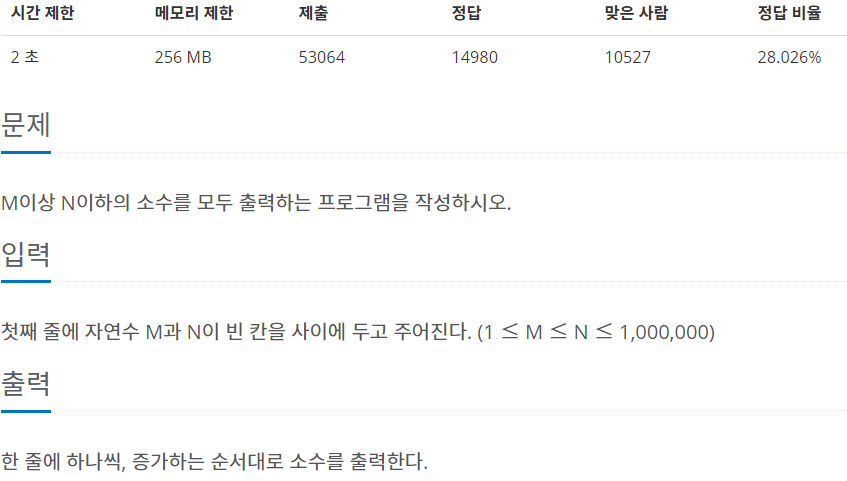 시간 제한 메모리 제한 제출 정답 맞은 사람 정답 비율
2 초 256 MB 53064 14980 10527 28.026%
문제
M이상 N이하의 소수를 모두 출력하는 프로그램을 작성하시오.
입력
첫째 줄에 자연수 M과 N이 빈 칸을 사이에 두고 주어진다. (1 ≤ M ≤ N ≤ 1,000,000)
출력
한 줄에 하나씩, 증가하는 순서대로 소수를 출력한다.